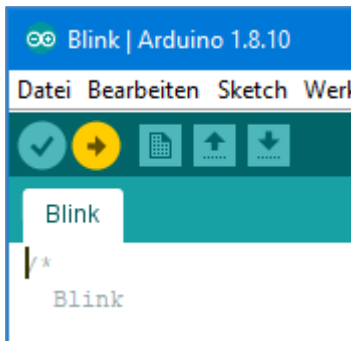 Blink | Arduino 1.8.10
Datei Bearbeiten Sketch Werk
Blink
/*
Blink